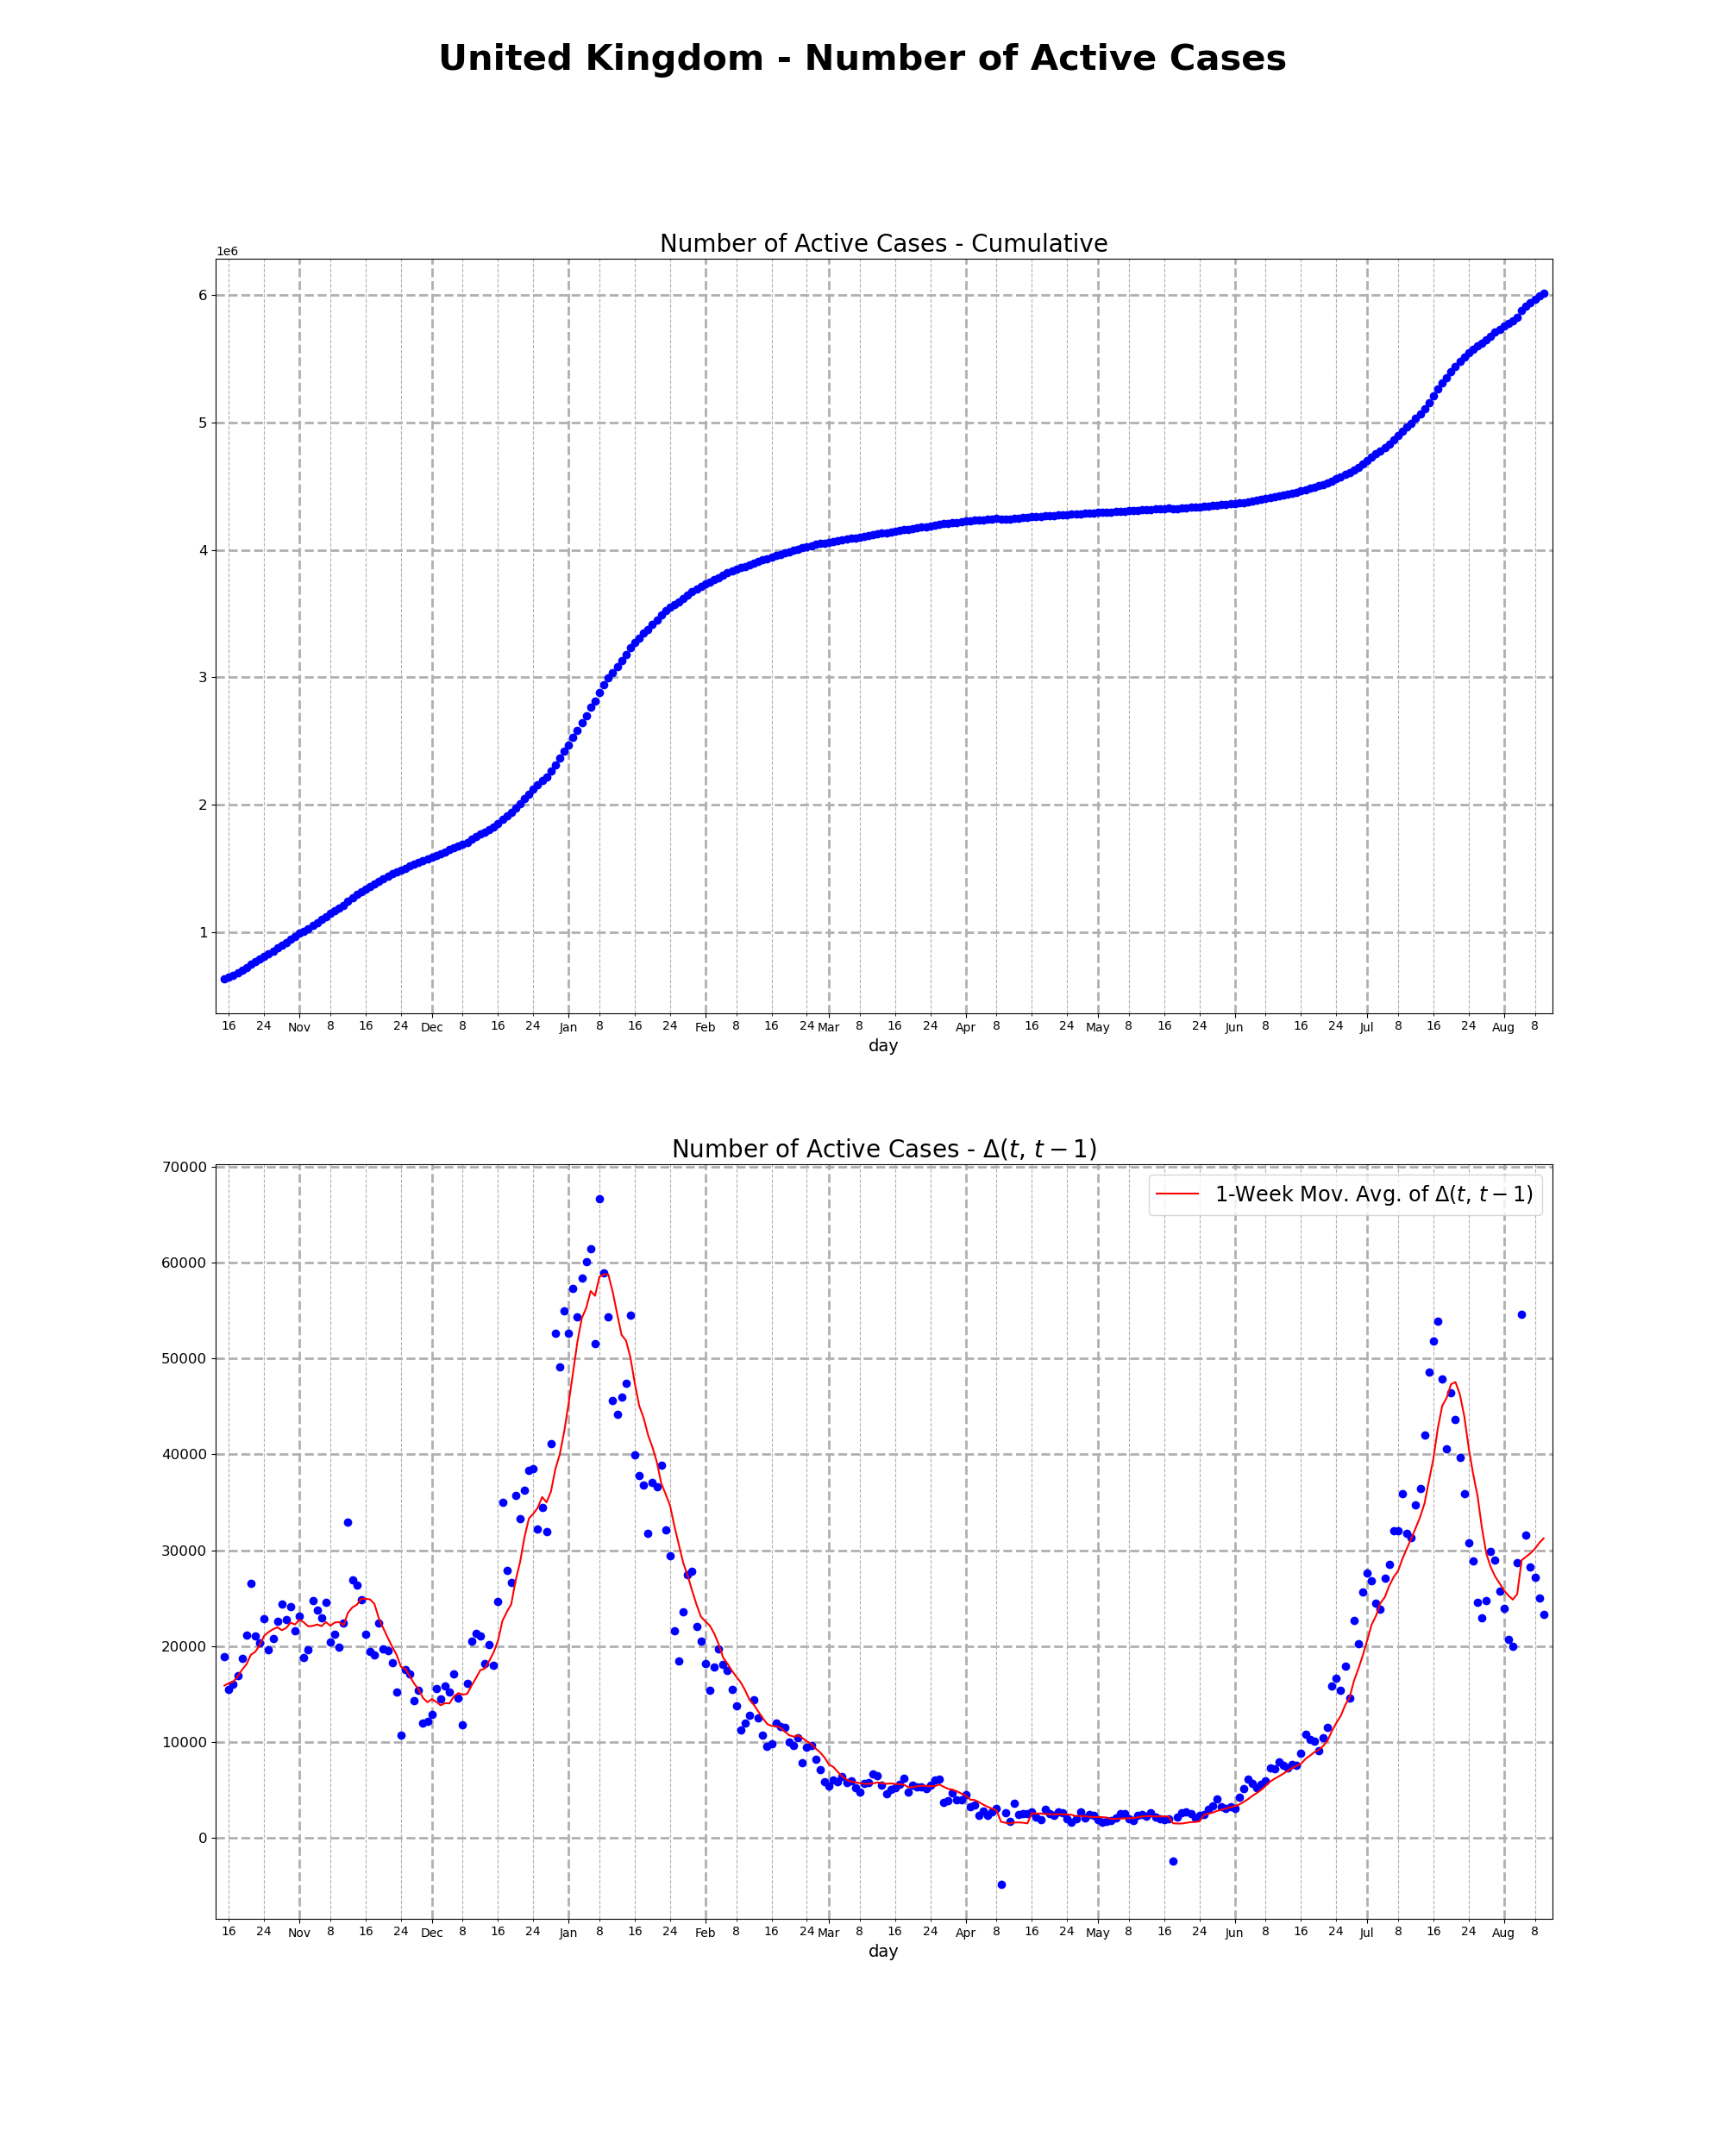 United Kingdom - Number of Active Cases
Number of Active Cases - Cumulative
1e6
6
5
4
3
2
1
16 24 Nov 8 16 24 Dec 8 16 24 Jan 8 16 24 Feb 8 16 24 Mar 8 16 24 Apr 8 16 24 May 8 16 24 Jun 8 16 24 Jul 8 16 24 Aug 8
day
Number of Active Cases - Δ(t, t − 1)
1-Week Mov. Avg. of Δ(t, t − 1)
70000
60000
50000
40000
30000
20000
10000
0
16 24 Nov 8 16 24 Dec 8 16 24 Jan 8 16 24 Feb 8 16 24 Mar 8 16 24 Apr 8 16 24 May 8 16 24 Jun 8 16 24 Jul 8 16 24 Aug 8
day